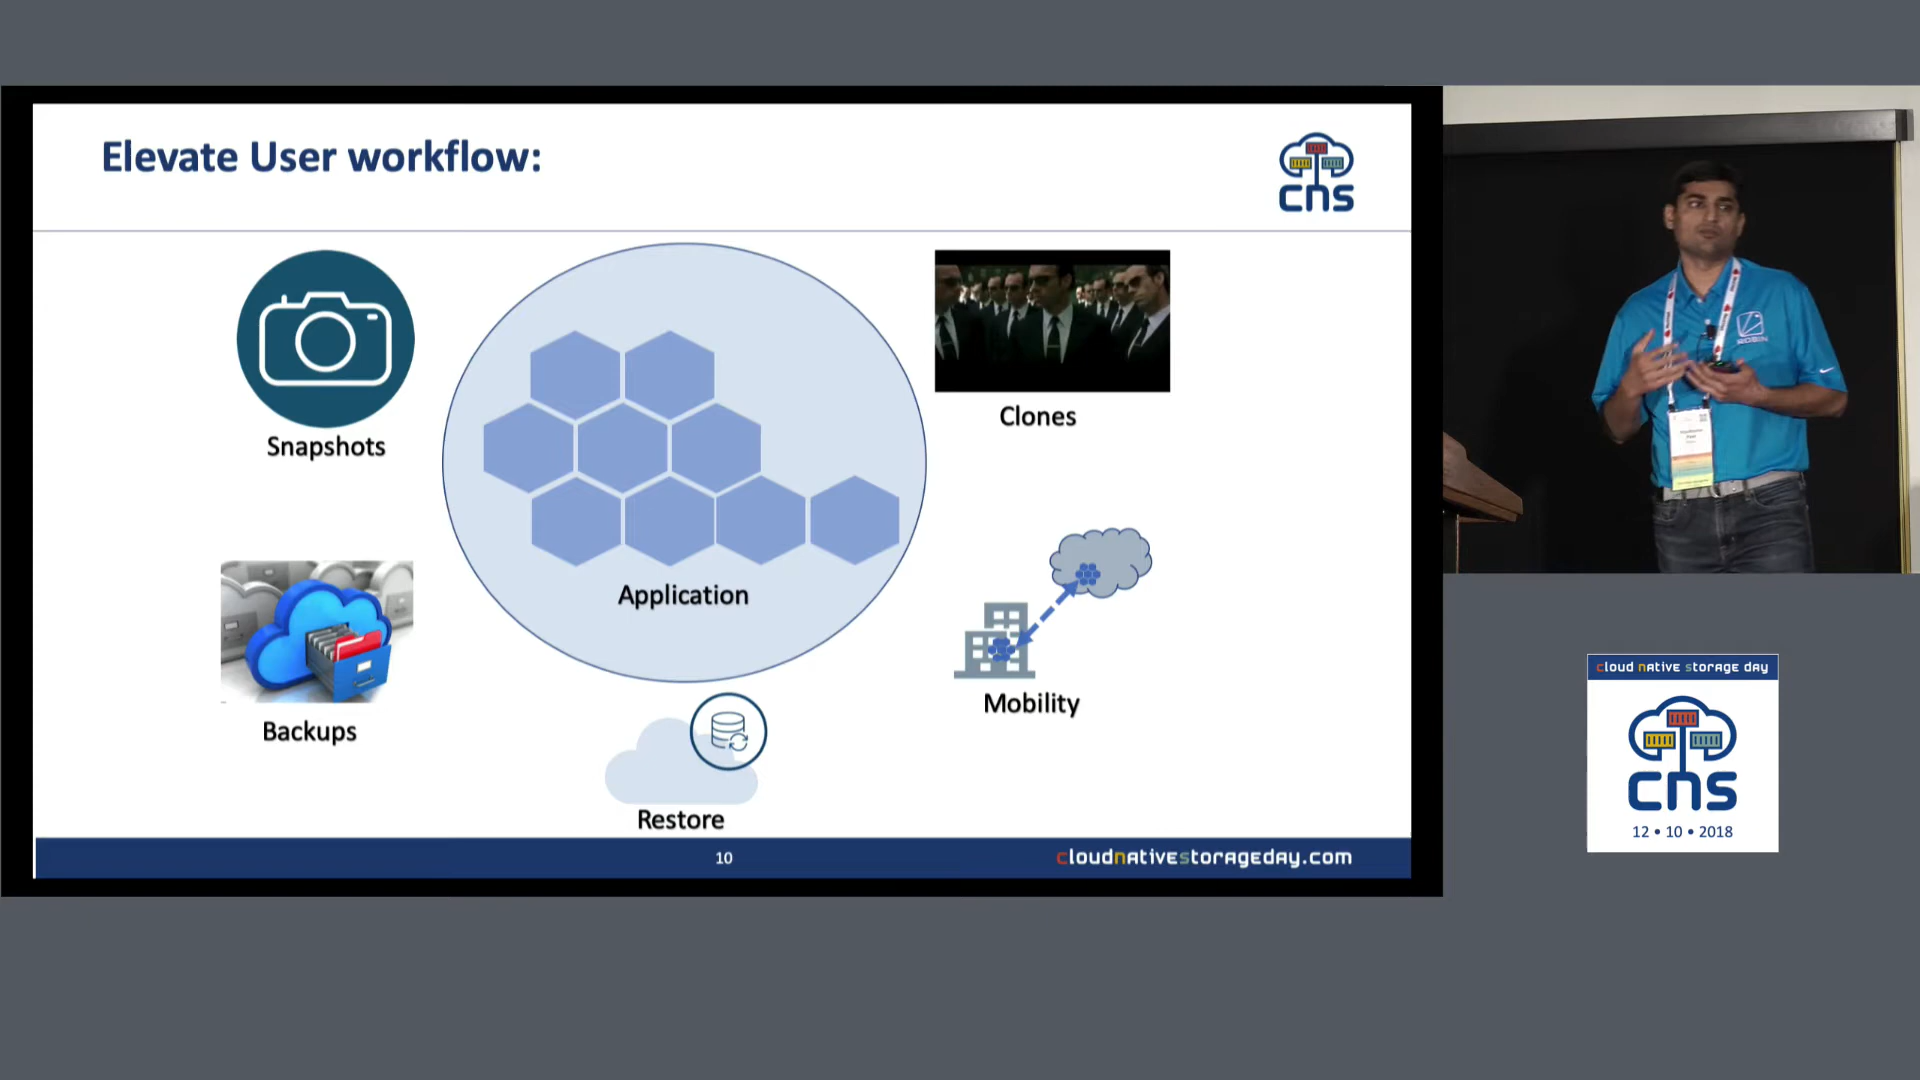 Elevate User workflow:
cns
Snapshots
Application
Clones
Backups
Mobility
Restore
10
cloudnativestorageday.com
ROBIN
cloud native storage day
cns
12 • 10 • 2018